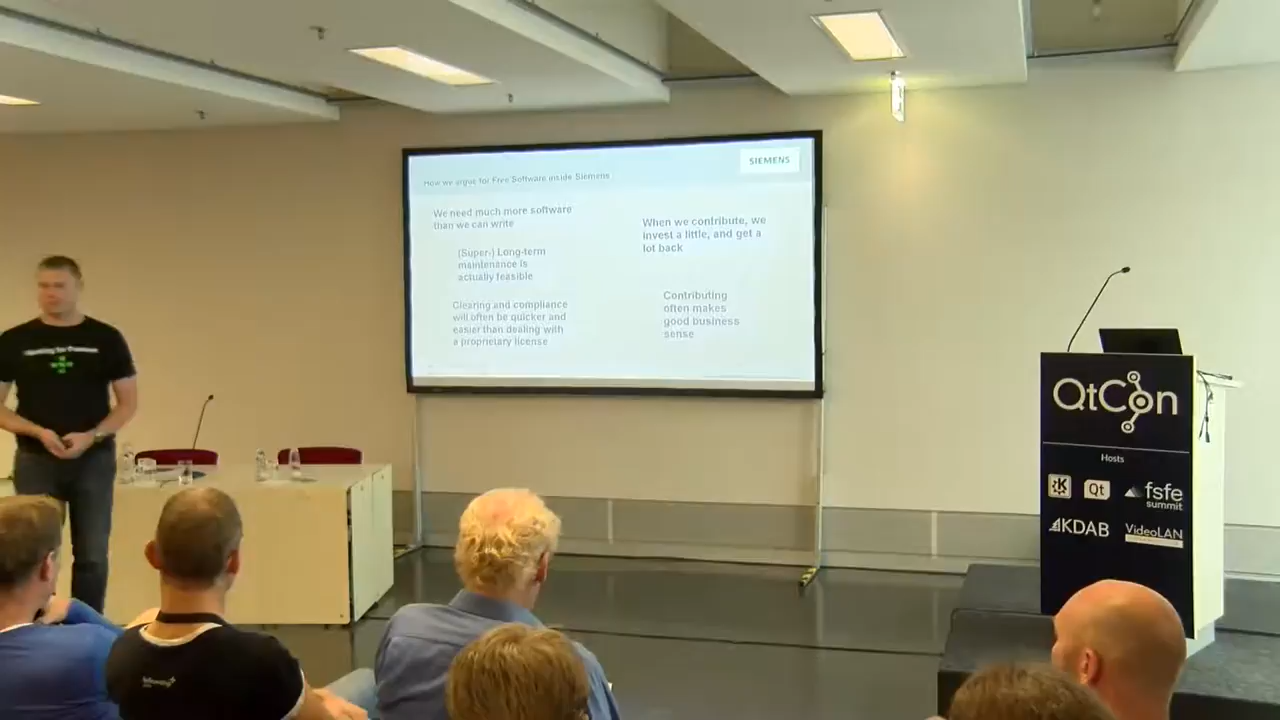 SIEMENS
How we argue for Free Software inside Siemens
We need much more software
than we can write
(Super-) Long-term
maintenance is
actually feasible
Clearing and compliance
will often be quicker and
easier than dealing with
a proprietary license
When we contribute, we
invest a little, and get a
lot back
Contributing
often makes
good business
sense
QtCon
Hosts
Qt
fsfe
summit
KDAB
VideoLAN